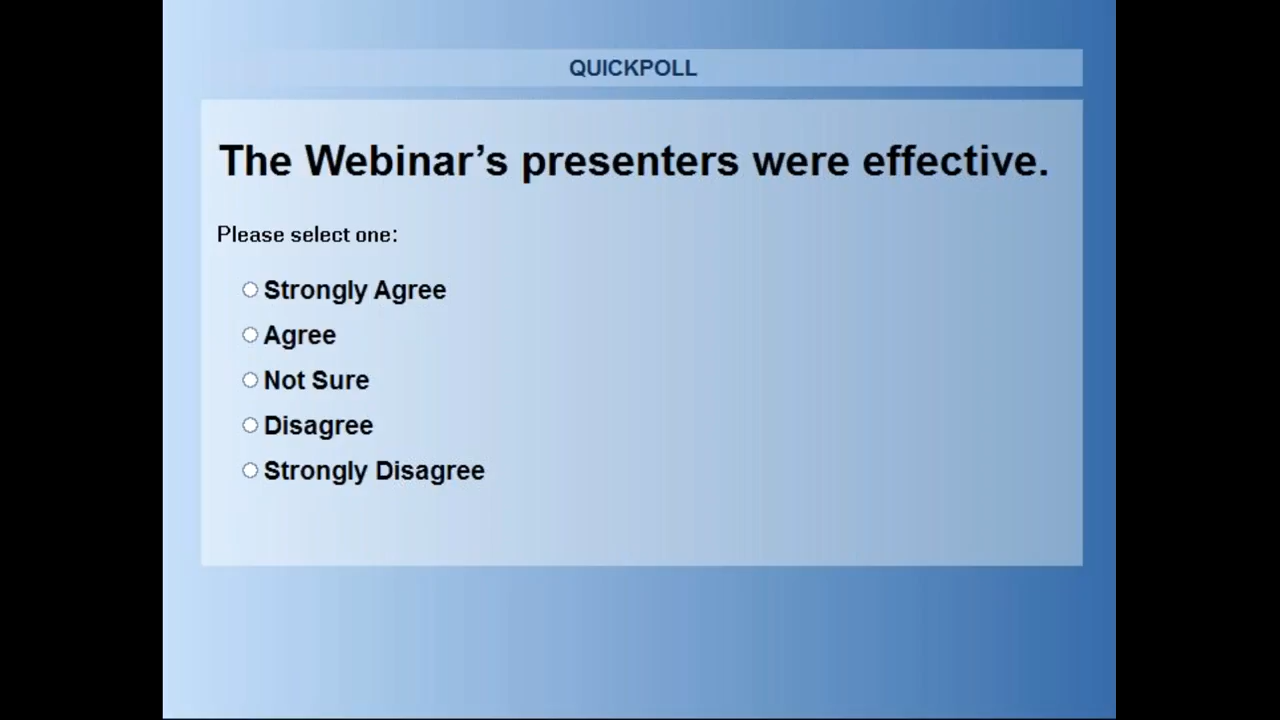 QUICKPOLL
The Webinar’s presenters were effective.
Please select one:
Strongly Agree
Agree
Not Sure
Disagree
Strongly Disagree